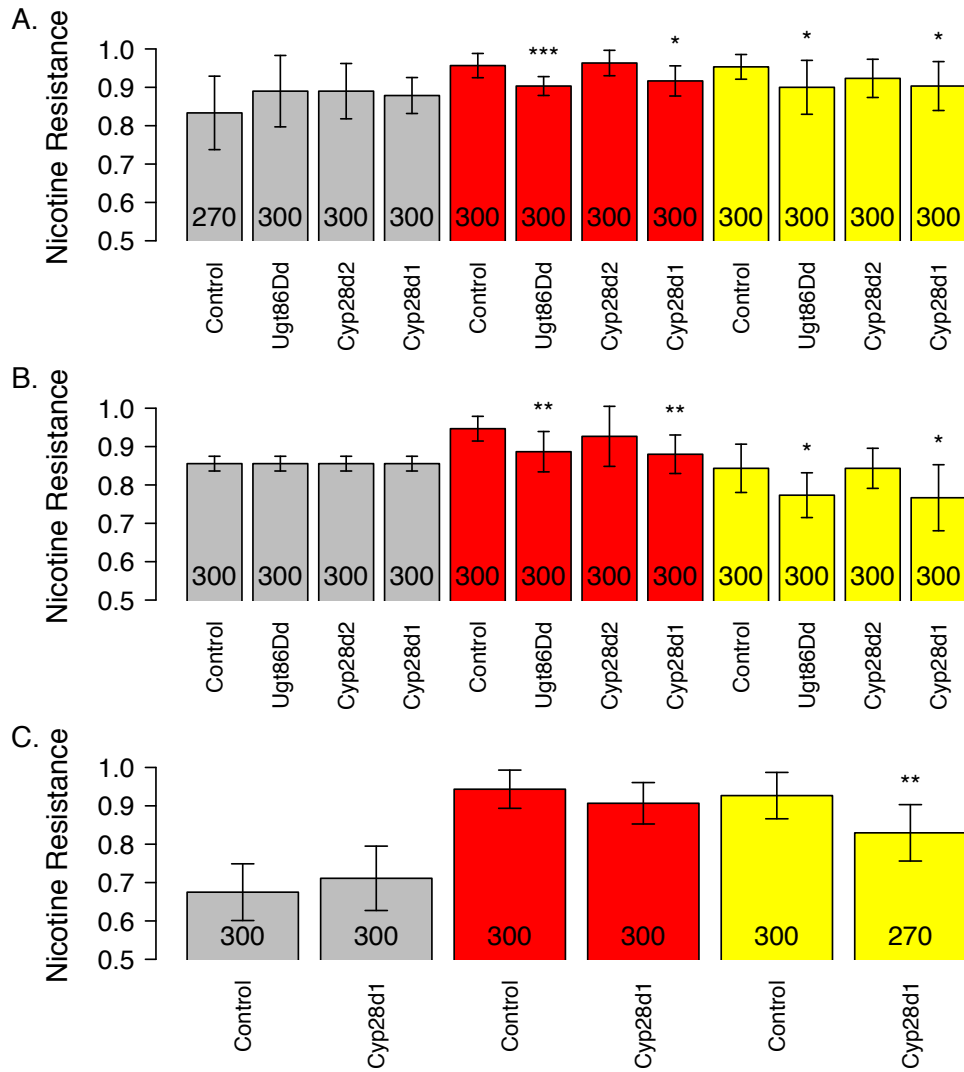 A.
Nicotine Resistance
*** * * *
1.0
0.9
0.8
0.7
0.6
0.5
270 300 300 300 300 300 300 300 300 300 300 300
Control Ugt86Dd Cyp28d2 Cyp28d1 Control Ugt86Dd Cyp28d2 Cyp28d1 Control Ugt86Dd Cyp28d2 Cyp28d1
B.
Nicotine Resistance
** ** * *
1.0
0.9
0.8
0.7
0.6
0.5
300 300 300 300 300 300 300 300 300 300 300 300
Control Ugt86Dd Cyp28d2 Cyp28d1 Control Ugt86Dd Cyp28d2 Cyp28d1 Control Ugt86Dd Cyp28d2 Cyp28d1
C.
Nicotine Resistance
**
1.0
0.9
0.8
0.7
0.6
0.5
300 300 300 300 300 270
Control Cyp28d1 Control Cyp28d1 Control Cyp28d1